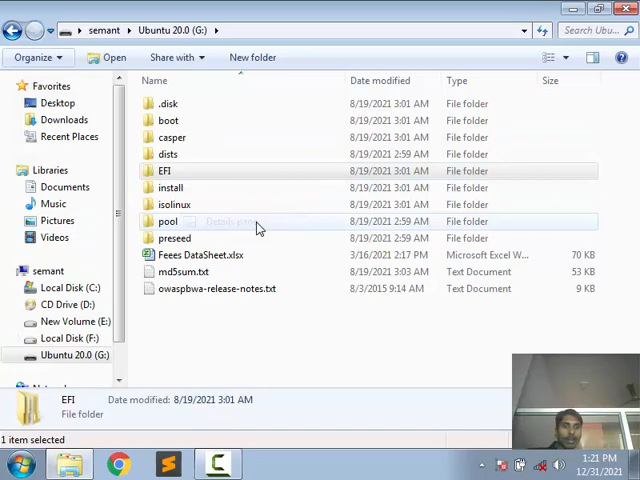 semant ▸ Ubuntu 20.0 (G:) ▸
Search Ubu...
Organize
Open
Share with
New folder
Name
Date modified
Type
Size
Favorites
Desktop
Downloads
Recent Places
Libraries
Documents
Music
Pictures
Videos
semant
Local Disk (C:)
CD Drive (D:)
New Volume (E:)
Local Disk (F:)
Ubuntu 20.0 (G:)
.disk 8/19/2021 3:01 AM File folder
boot 8/19/2021 3:01 AM File folder
casper 8/19/2021 3:01 AM File folder
dists 8/19/2021 2:59 AM File folder
EFI 8/19/2021 3:01 AM File folder
install 8/19/2021 3:01 AM File folder
isolinux 8/19/2021 3:01 AM File folder
pool 8/19/2021 2:59 AM File folder
Details pane
preseed 8/19/2021 2:59 AM File folder
Feees DataSheet.xlsx 3/16/2021 2:17 PM Microsoft Excel W... 70 KB
md5sum.txt 8/19/2021 3:03 AM Text Document 53 KB
owaspbwa-release-notes.txt 8/3/2015 9:14 AM Text Document 9 KB
EFI Date modified: 8/19/2021 3:01 AM
File folder
1 item selected
1:21 PM
12/31/2021